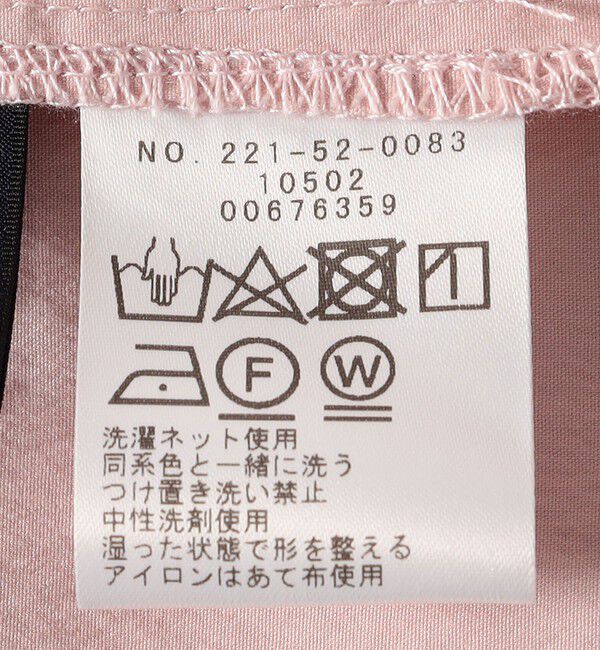 NO. 221-52-0083
10502
00676359
F W
洗濯ネット使用
同系色と一緒に洗う
つけ置き洗い禁止
中性洗剤使用
湿った状態で形を整える
アイロンはあて布使用